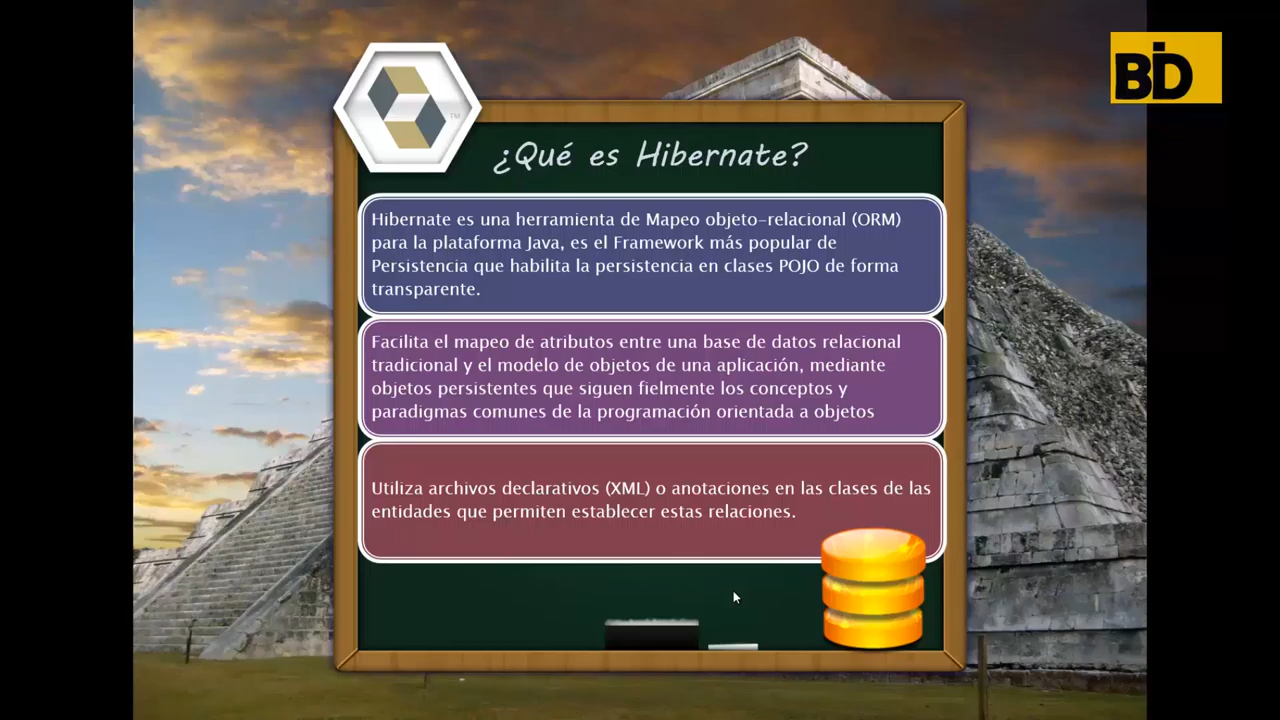 BID
TM
¿Qué es Hibernate?
Hibernate es una herramienta de Mapeo objeto-relacional (ORM)
para la plataforma Java, es el Framework más popular de
Persistencia que habilita la persistencia en clases POJO de forma
transparente.
Facilita el mapeo de atributos entre una base de datos relacional
tradicional y el modelo de objetos de una aplicación, mediante
objetos persistentes que siguen fielmente los conceptos y
paradigmas comunes de la programación orientada a objetos
Utiliza archivos declarativos (XML) o anotaciones en las clases de las
entidades que permiten establecer estas relaciones.